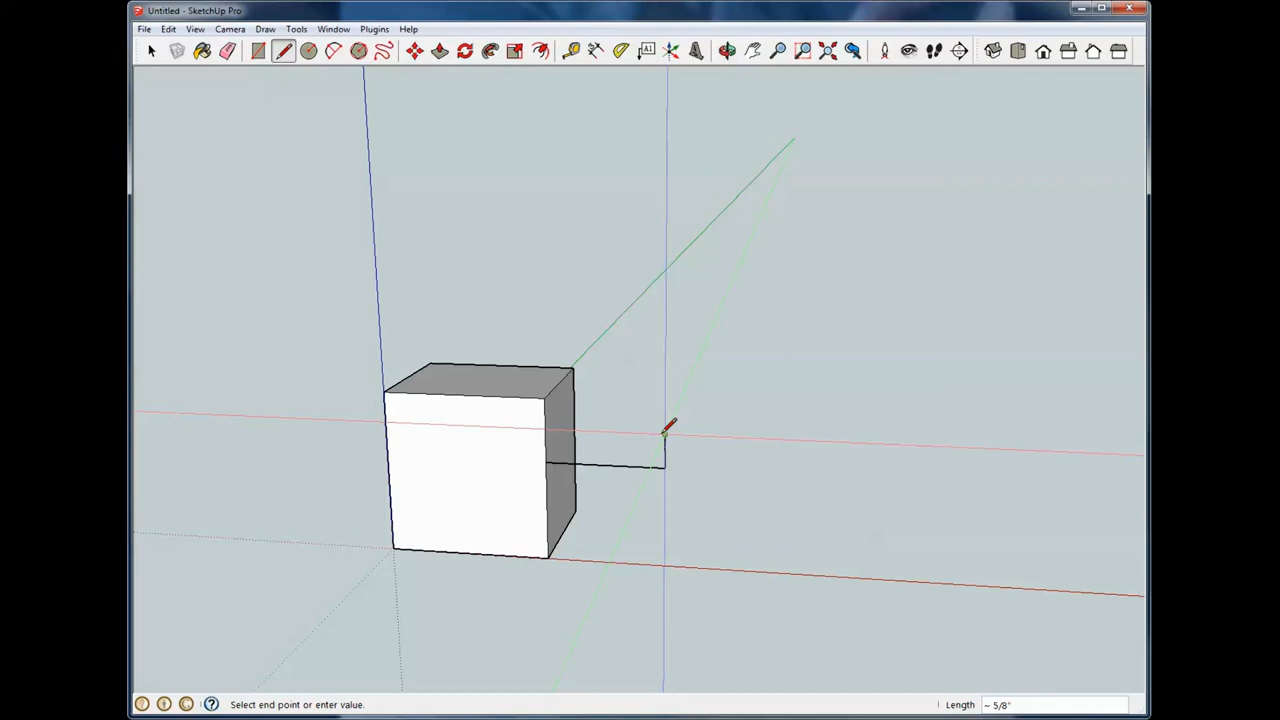 Untitled - SketchUp Pro
File Edit View Camera Draw Tools Window Plugins Help
A1
Select end point or enter value. Length ~ 5/8"